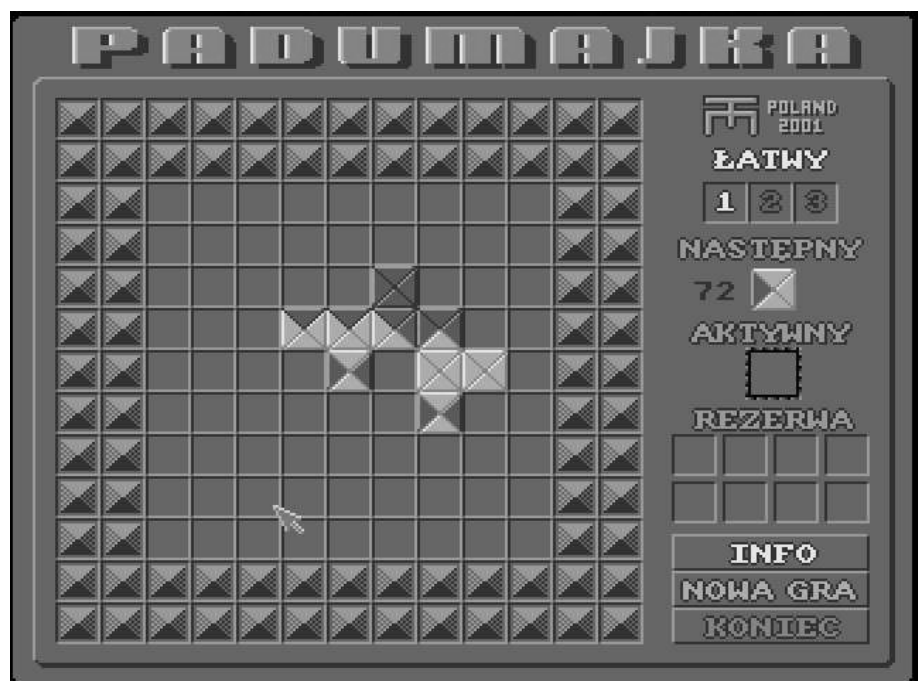 PADUMAJKA
POLAND
2001
ŁATWY
1 2 3
NASTĘPNY
72
AKTYWNY
REZERWA
INFO
NOWA GRA
KONIEC